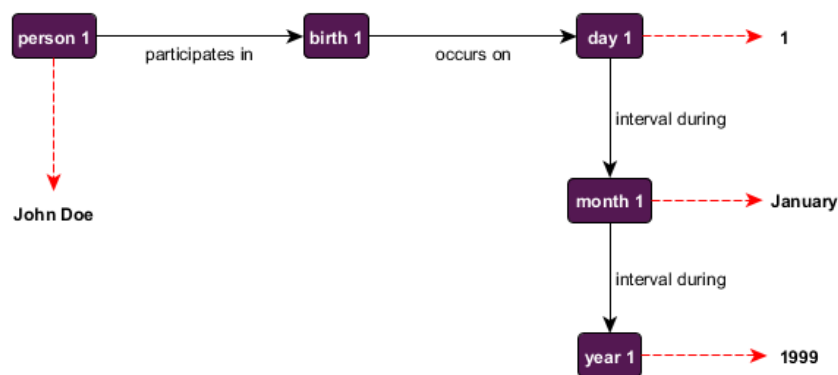 person 1
participates in
birth 1
occurs on
day 1
1
interval during
John Doe
month 1
January
interval during
year 1
1999